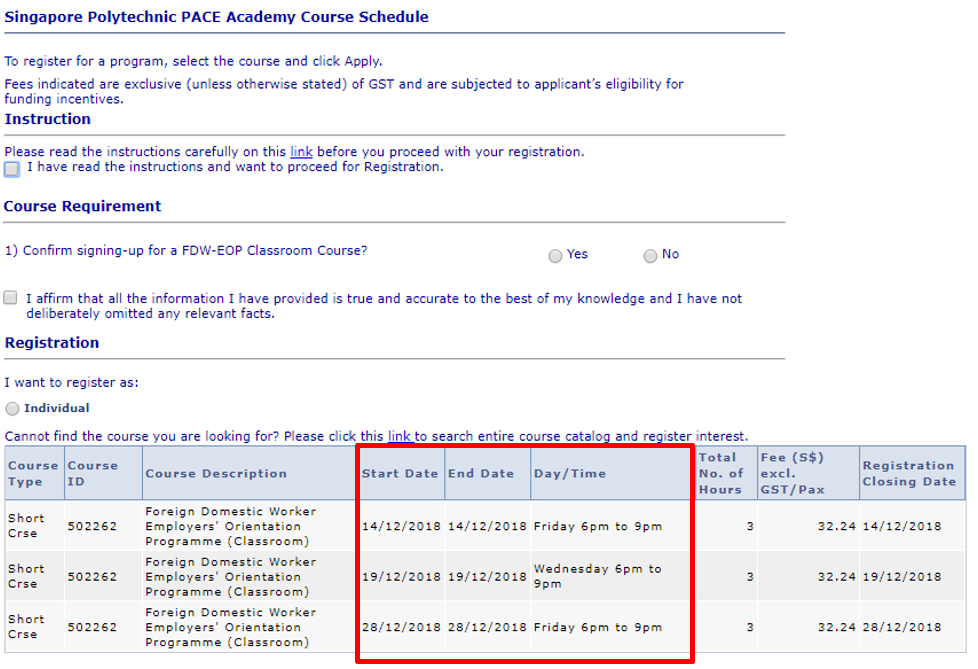 Singapore Polytechnic PACE Academy Course Schedule
To register for a program, select the course and click Apply.
Fees indicated are exclusive (unless otherwise stated) of GST and are subjected to applicant's eligibility for
funding incentives.
Instruction
Please read the instructions carefully on this link before you proceed with your registration.
I have read the instructions and want to proceed for Registration.
Course Requirement
1) Confirm signing-up for a FDW-EOP Classroom Course?
Yes
No
I affirm that all the information I have provided is true and accurate to the best of my knowledge and I have not
deliberately omitted any relevant facts.
Registration
I want to register as:
Individual
Cannot find the course you are looking for? Please click this link to search entire course catalog and register interest.
Course
Type
Course
ID
Course Description
Start Date
End Date
Day/Time
Total
No. of
Hours
Fee (S$)
excl.
GST/Pax
Registration
Closing Date
Short
Crse
502262
Foreign Domestic Worker
Employers' Orientation
Programme (Classroom)
14/12/2018
14/12/2018
Friday 6pm to 9pm
3
32.24
14/12/2018
Short
Crse
502262
Foreign Domestic Worker
Employers' Orientation
Programme (Classroom)
19/12/2018
19/12/2018
Wednesday 6pm to
9pm
3
32.24
19/12/2018
Short
Crse
502262
Foreign Domestic Worker
Employers' Orientation
Programme (Classroom)
28/12/2018
28/12/2018
Friday 6pm to 9pm
3
32.24
28/12/2018